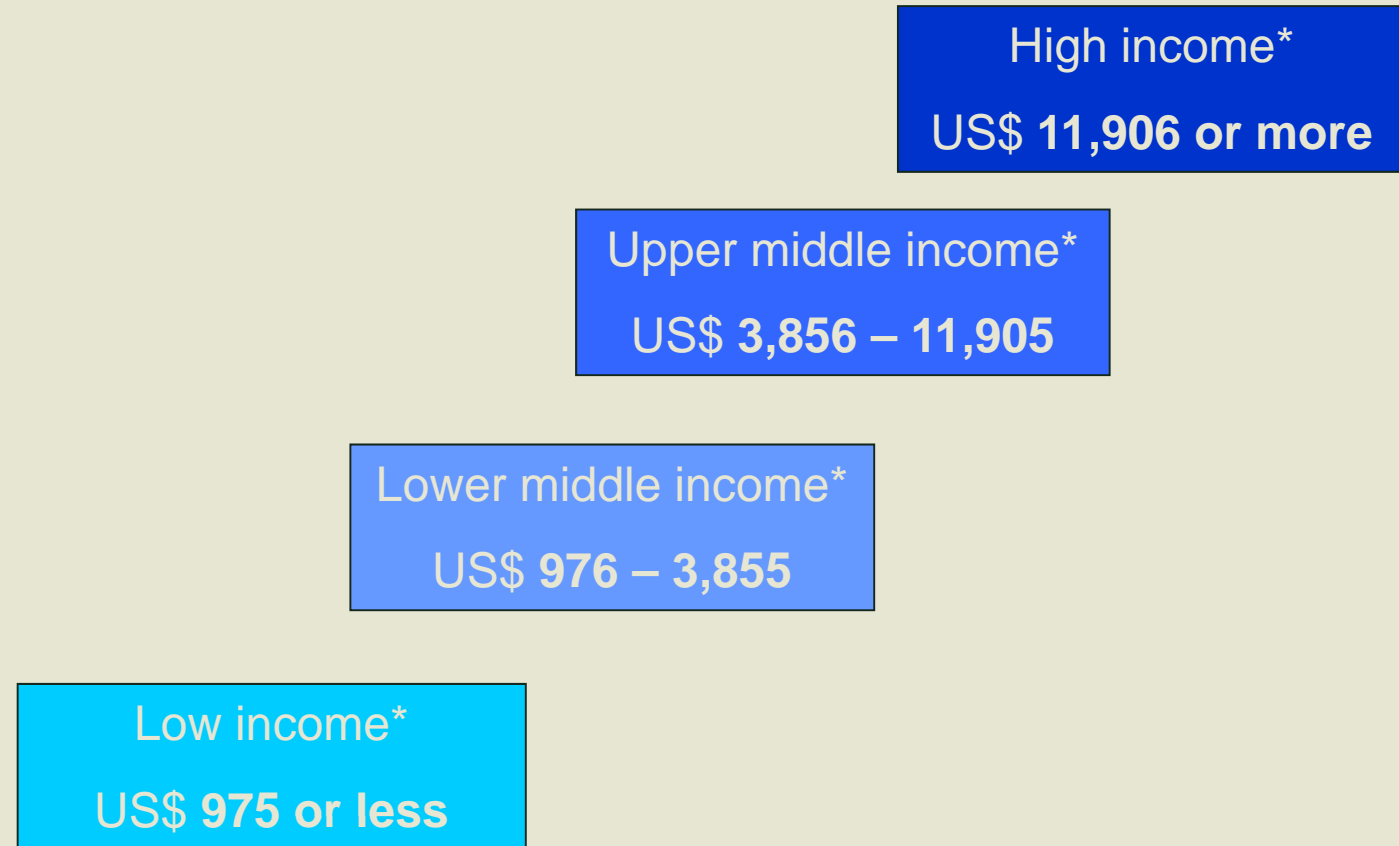 High income*
US$ 11,906 or more
Upper middle income*
US$ 3,856 – 11,905
Lower middle income*
US$ 976 – 3,855
Low income*
US$ 975 or less